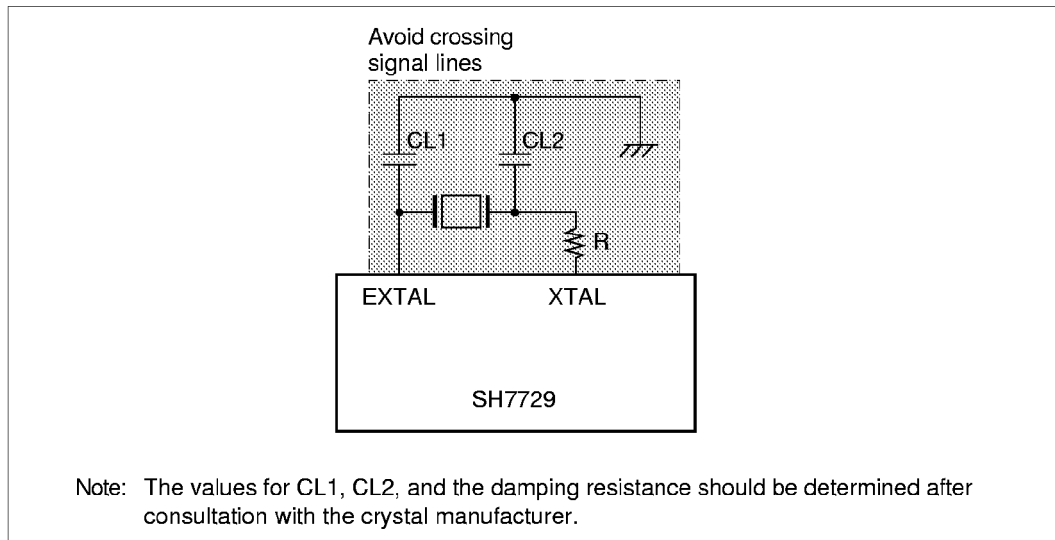 Avoid crossing
signal lines
CL1
CL2
R
EXTAL
XTAL
SH7729
Note: The values for CL1, CL2, and the damping resistance should be determined after
consultation with the crystal manufacturer.